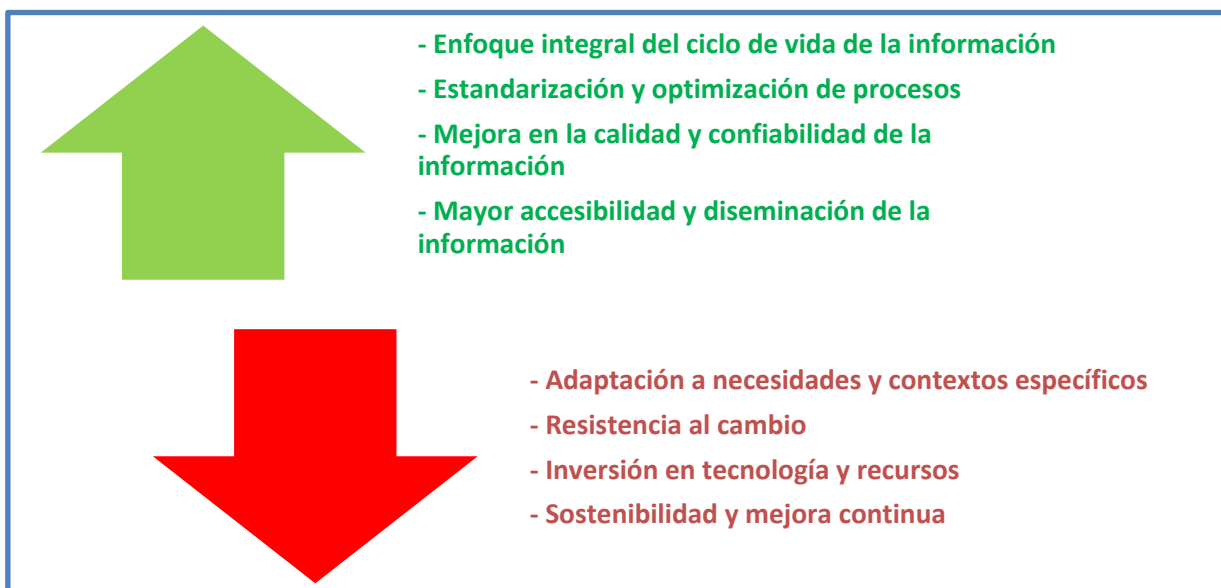 - Enfoque integral del ciclo de vida de la información
- Estandarización y optimización de procesos
- Mejora en la calidad y confiabilidad de la
información
- Mayor accesibilidad y diseminación de la
información
- Adaptación a necesidades y contextos específicos
- Resistencia al cambio
- Inversión en tecnología y recursos
- Sostenibilidad y mejora continua